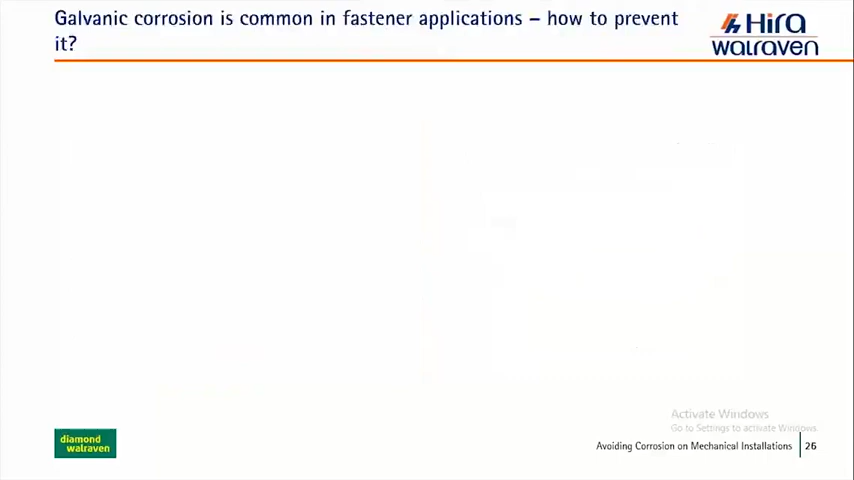 Galvanic corrosion is common in fastener applications – how to prevent
it?
Hira
walraven
Activate Windows
Go to Settings to activate Windows.
diamond
walraven
Avoiding Corrosion on Mechanical Installations 26